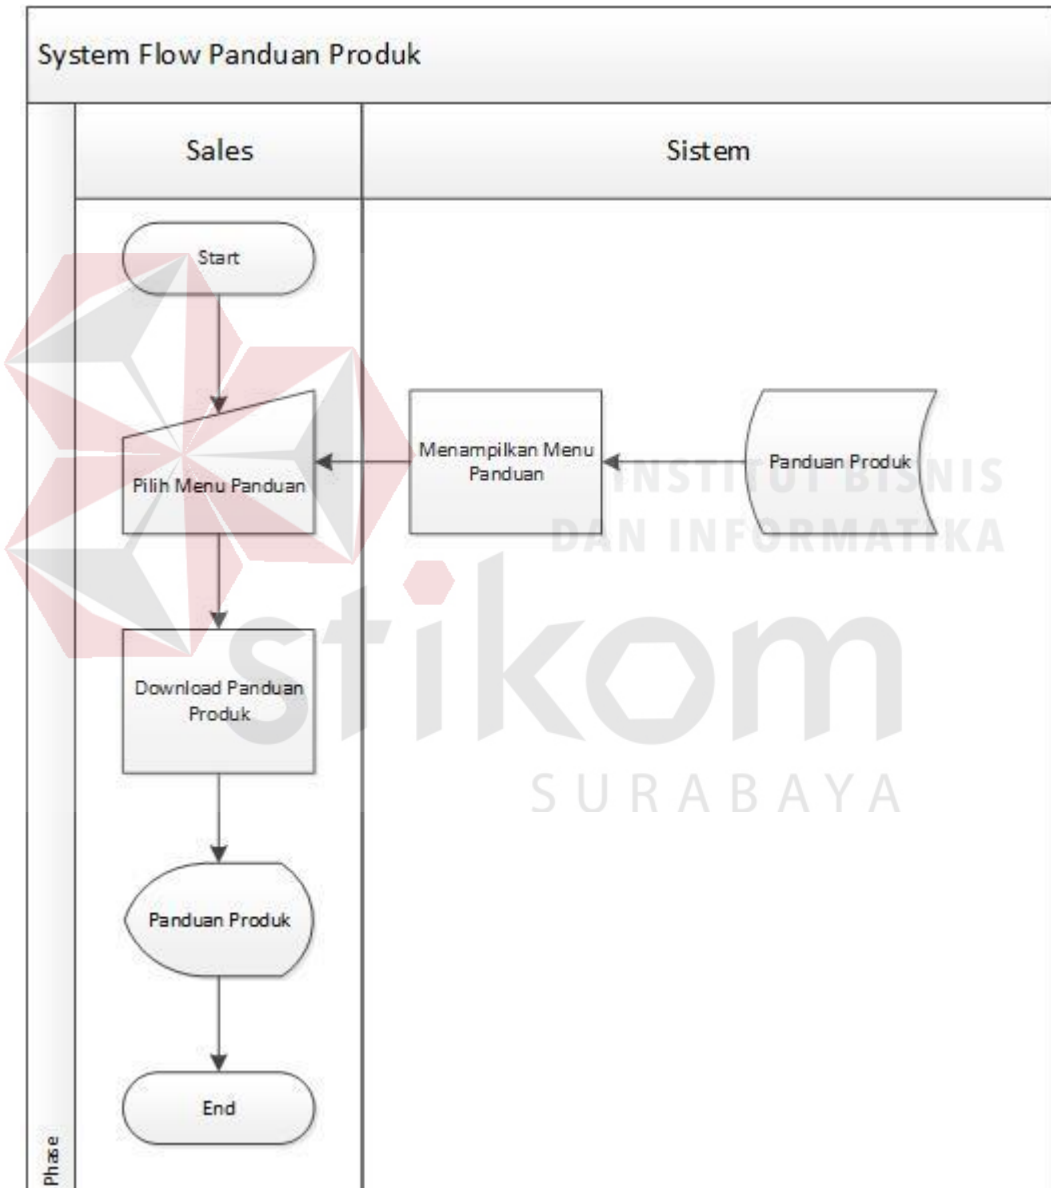 System Flow Panduan Produk
Sales
Sistem
Start
Pilih Menu Panduan
Menampilkan Menu
Panduan
Panduan Produk
INSTITUT BISNIS
DAN INFORMATIKA
stikom
SURABAYA
Download Panduan
Produk
Panduan Produk
End
Phase